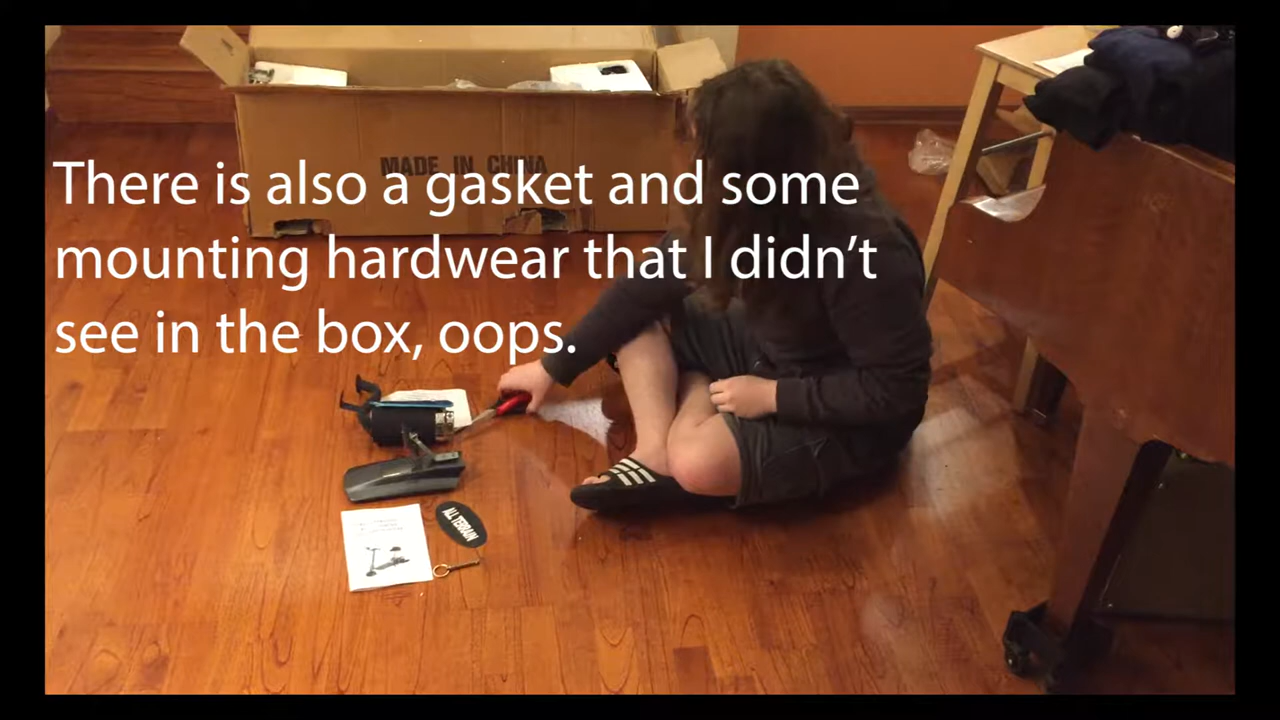 MADE IN CHINA
There is also a gasket and some
mounting hardwear that I didn’t
see in the box, oops.
ALL TERRAIN